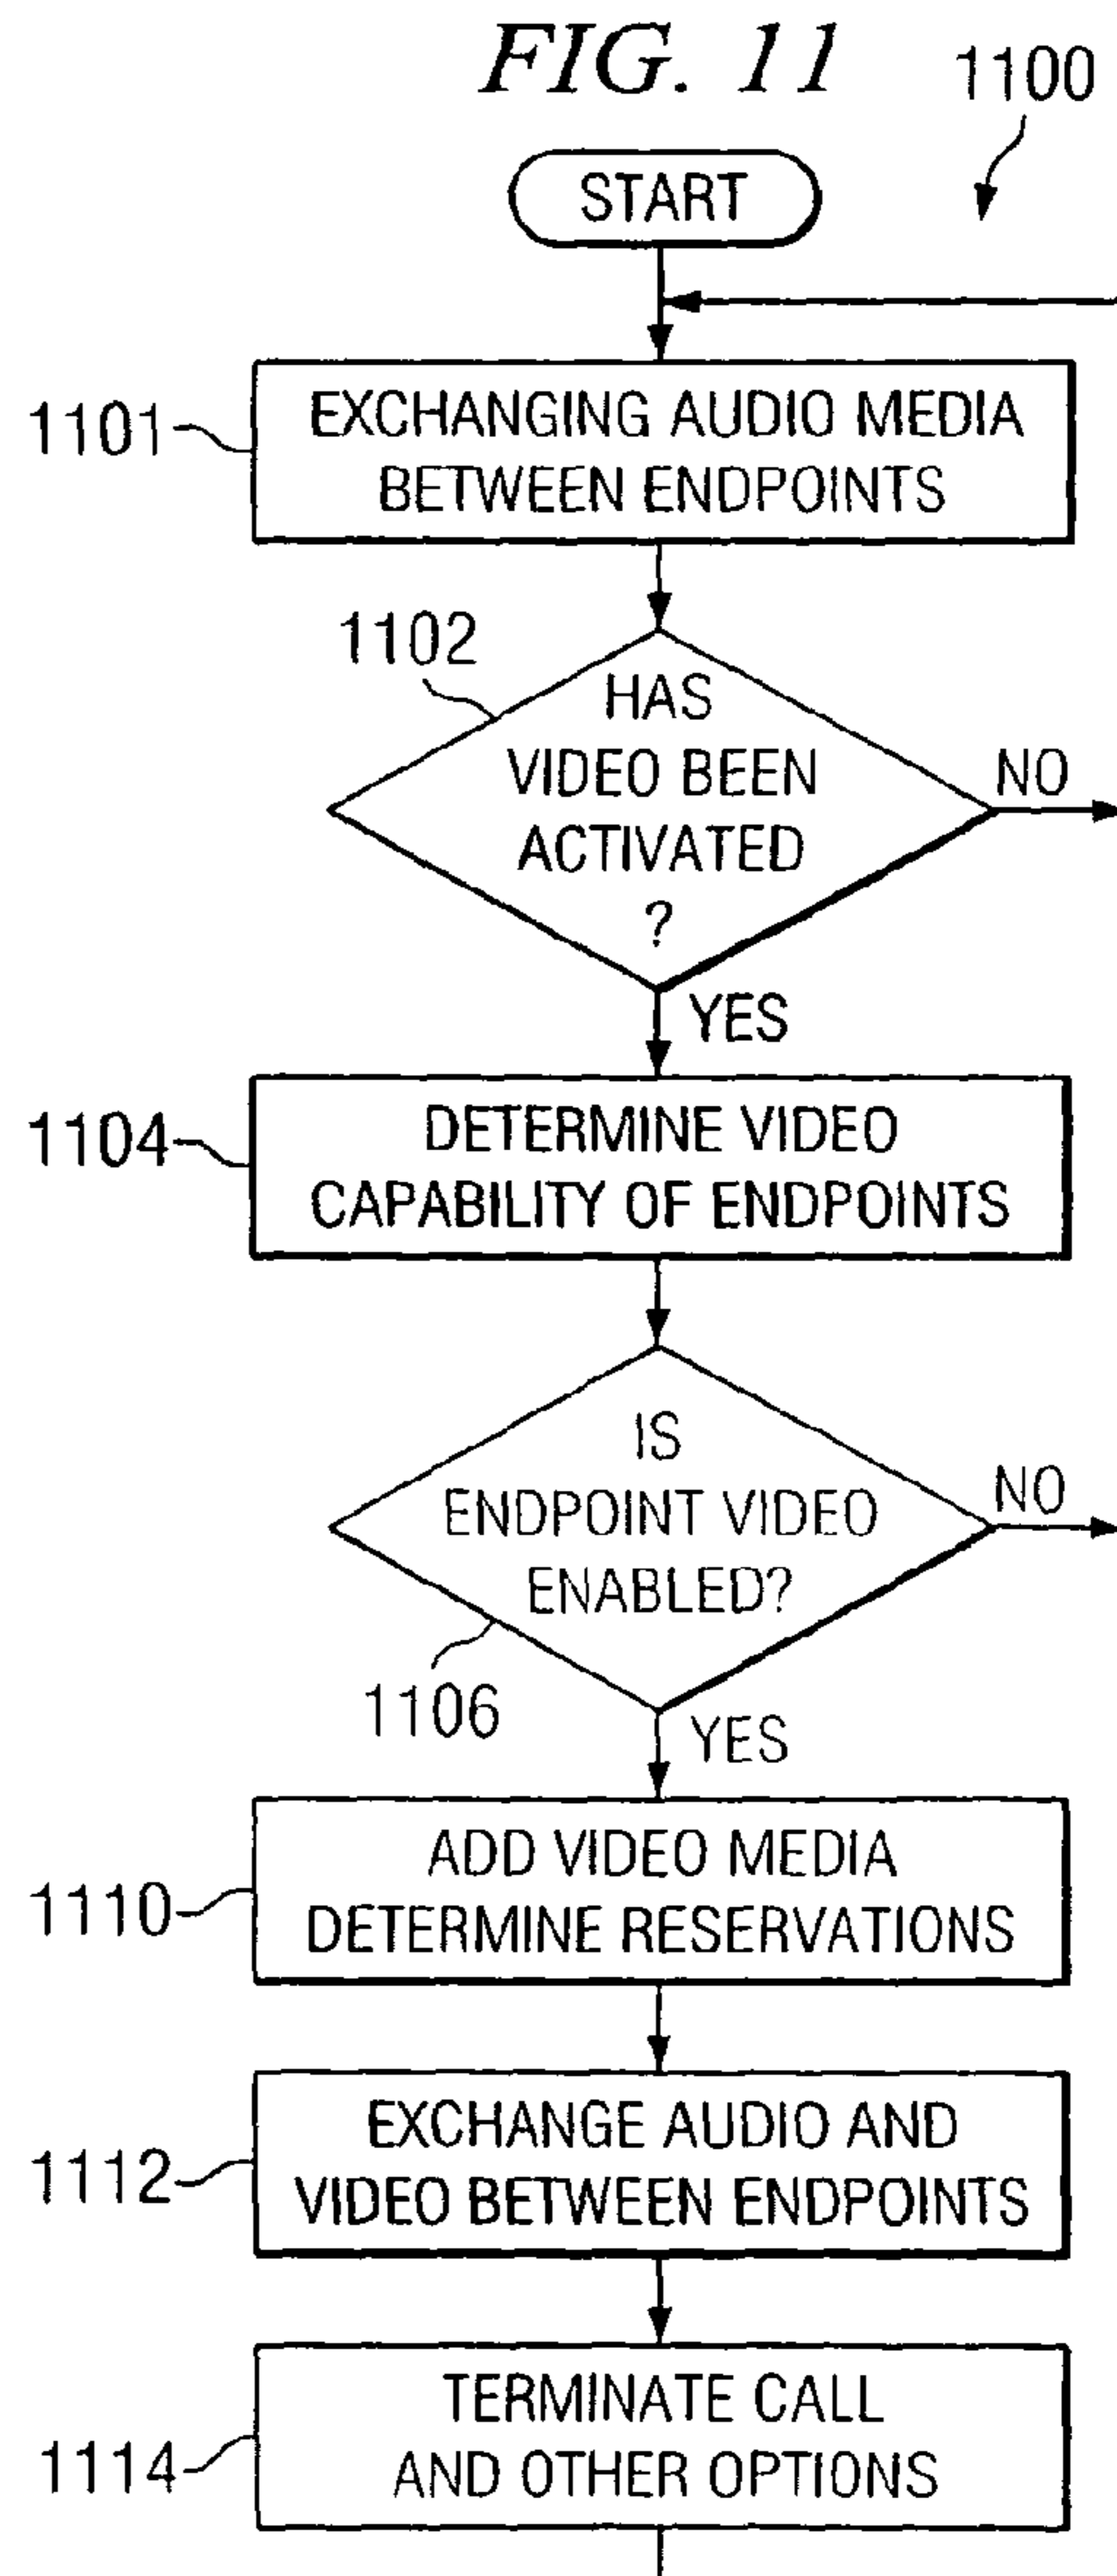 FIG. 11
1100
START
1101
EXCHANGING AUDIO MEDIA
BETWEEN ENDPOINTS
1102
HAS
VIDEO BEEN
ACTIVATED
?
NO
YES
1104
DETERMINE VIDEO
CAPABILITY OF ENDPOINTS
IS
ENDPOINT VIDEO
ENABLED?
NO
1106
YES
1110
ADD VIDEO MEDIA
DETERMINE RESERVATIONS
1112
EXCHANGE AUDIO AND
VIDEO BETWEEN ENDPOINTS
1114
TERMINATE CALL
AND OTHER OPTIONS